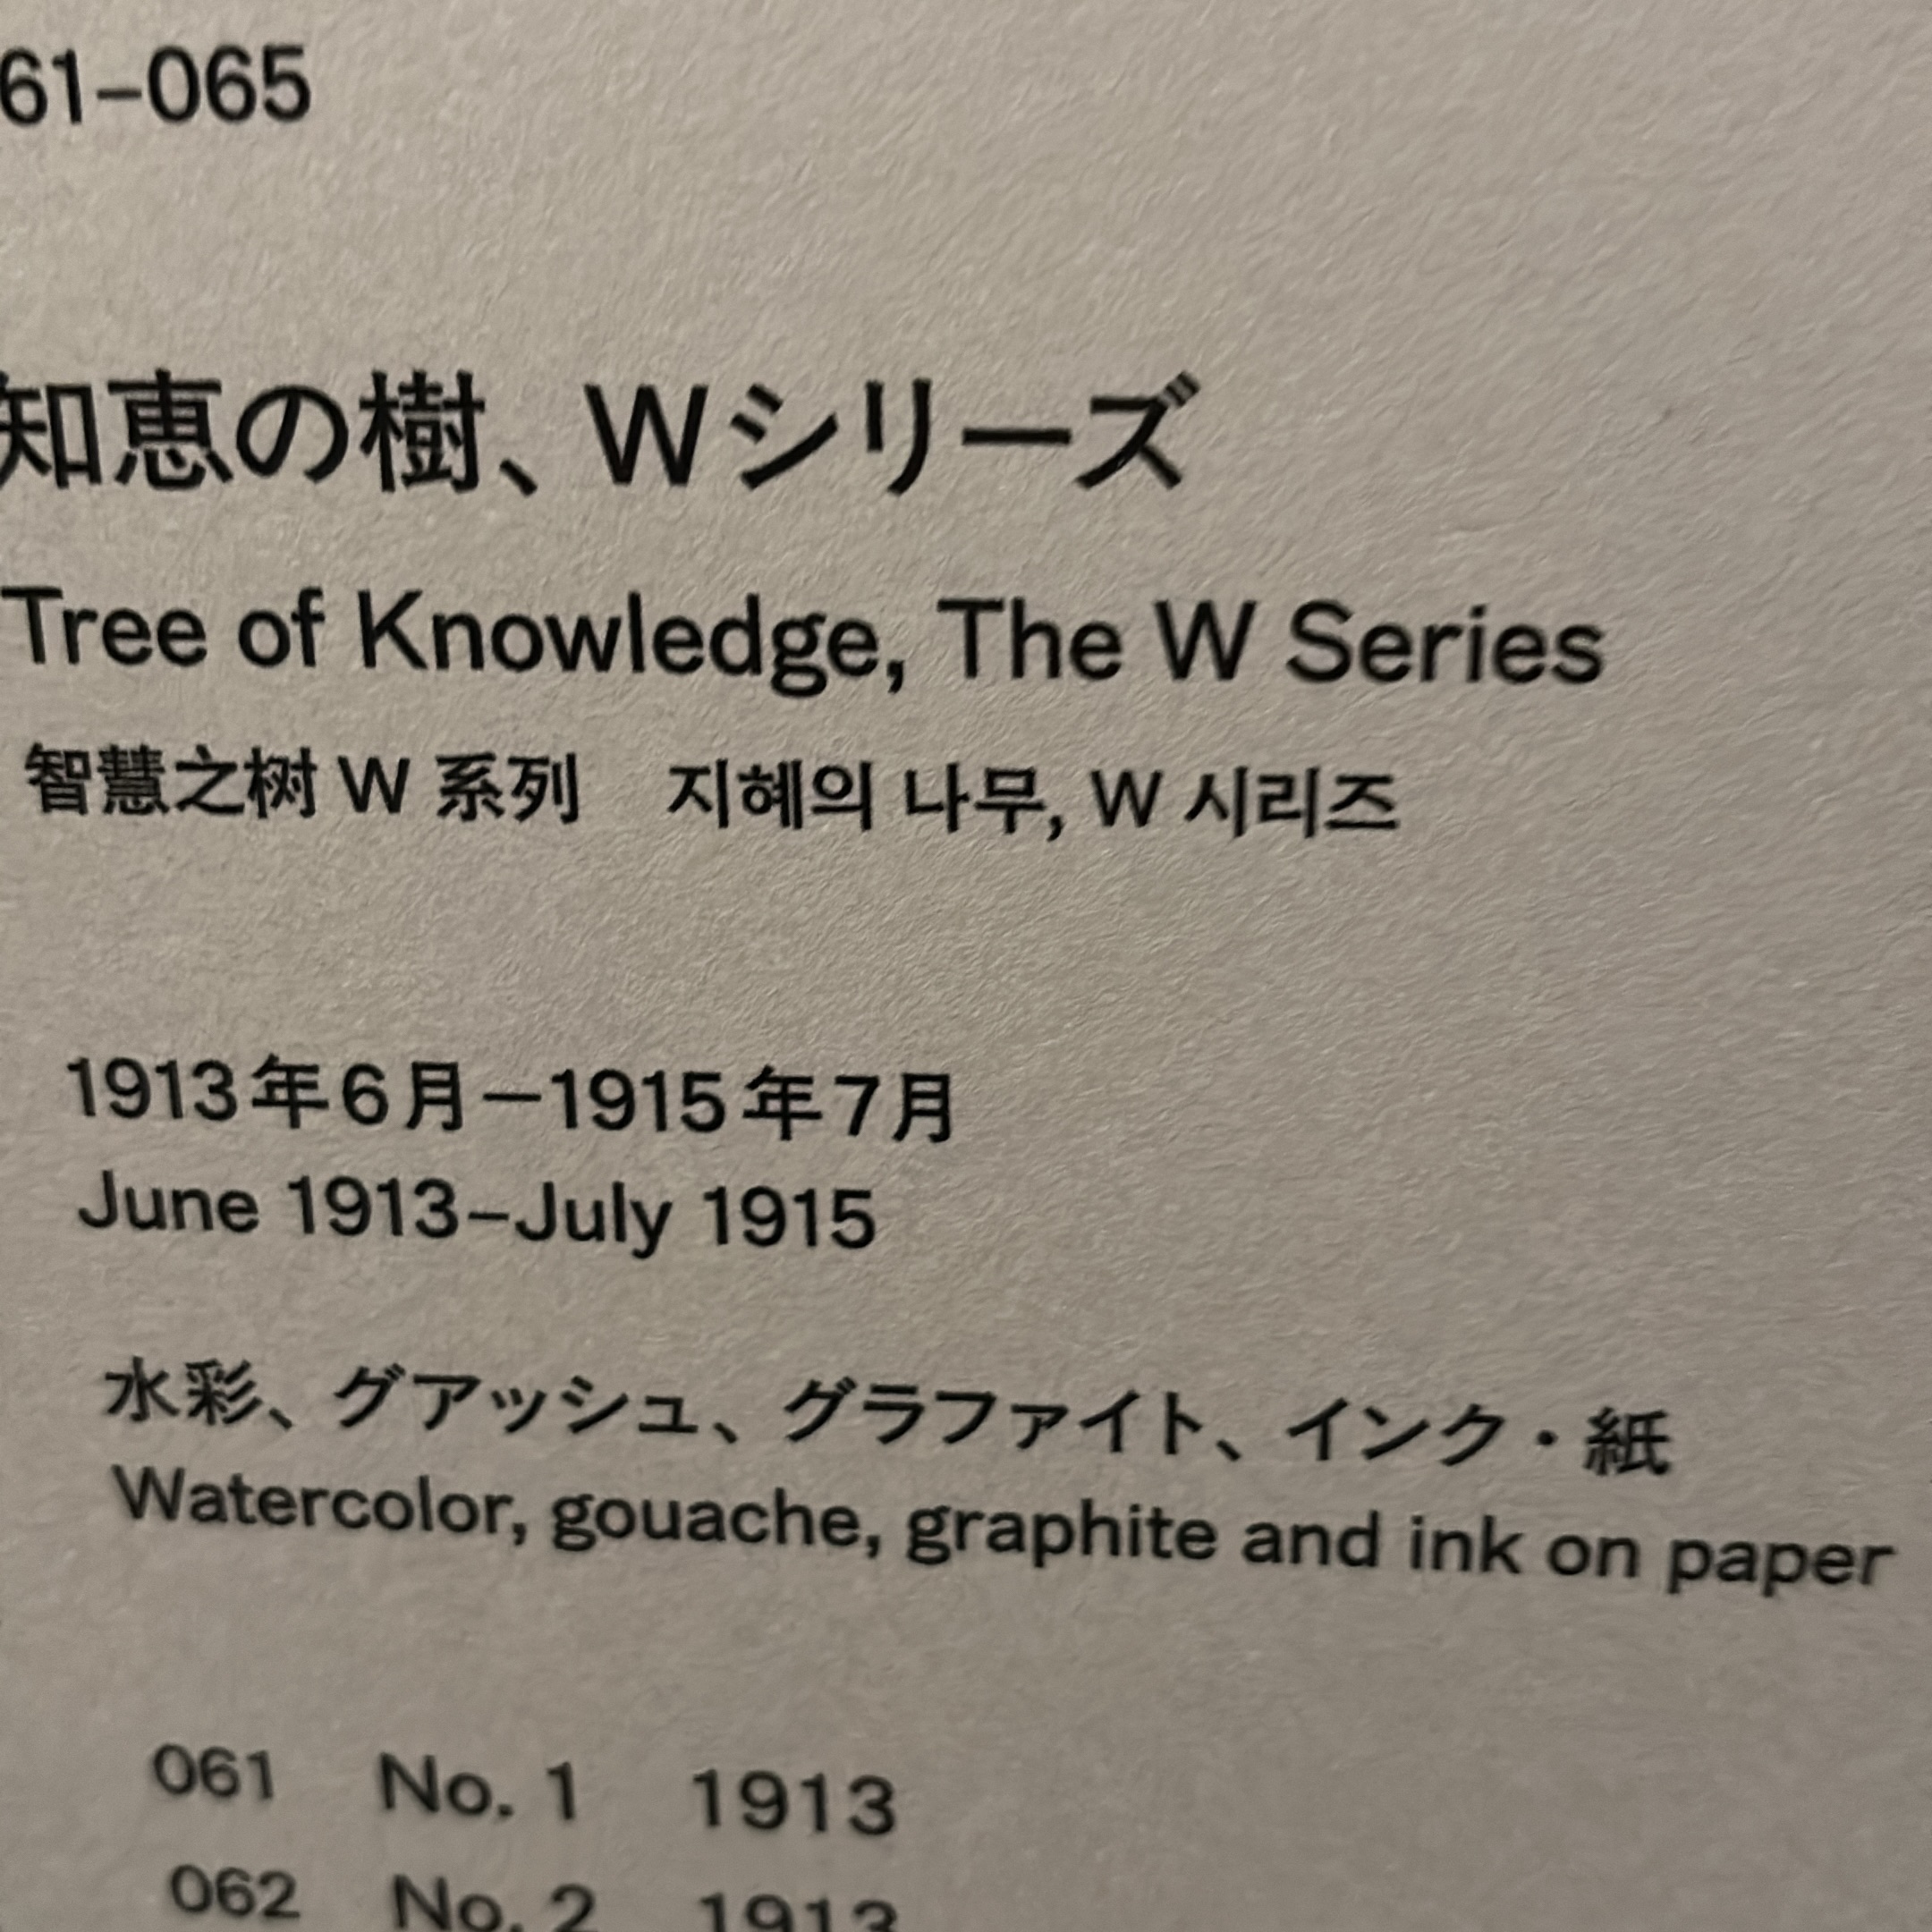 61–065
知恵の樹、Wシリーズ
Tree of Knowledge, The W Series
智慧之树 W 系列　지혜의 나무, W 시리즈
1913年6月―1915年7月
June 1913–July 1915
水彩、グアッシュ、グラファイト、インク・紙
Watercolor, gouache, graphite and ink on paper
061 No. 1 1913
062 No. 2 1913